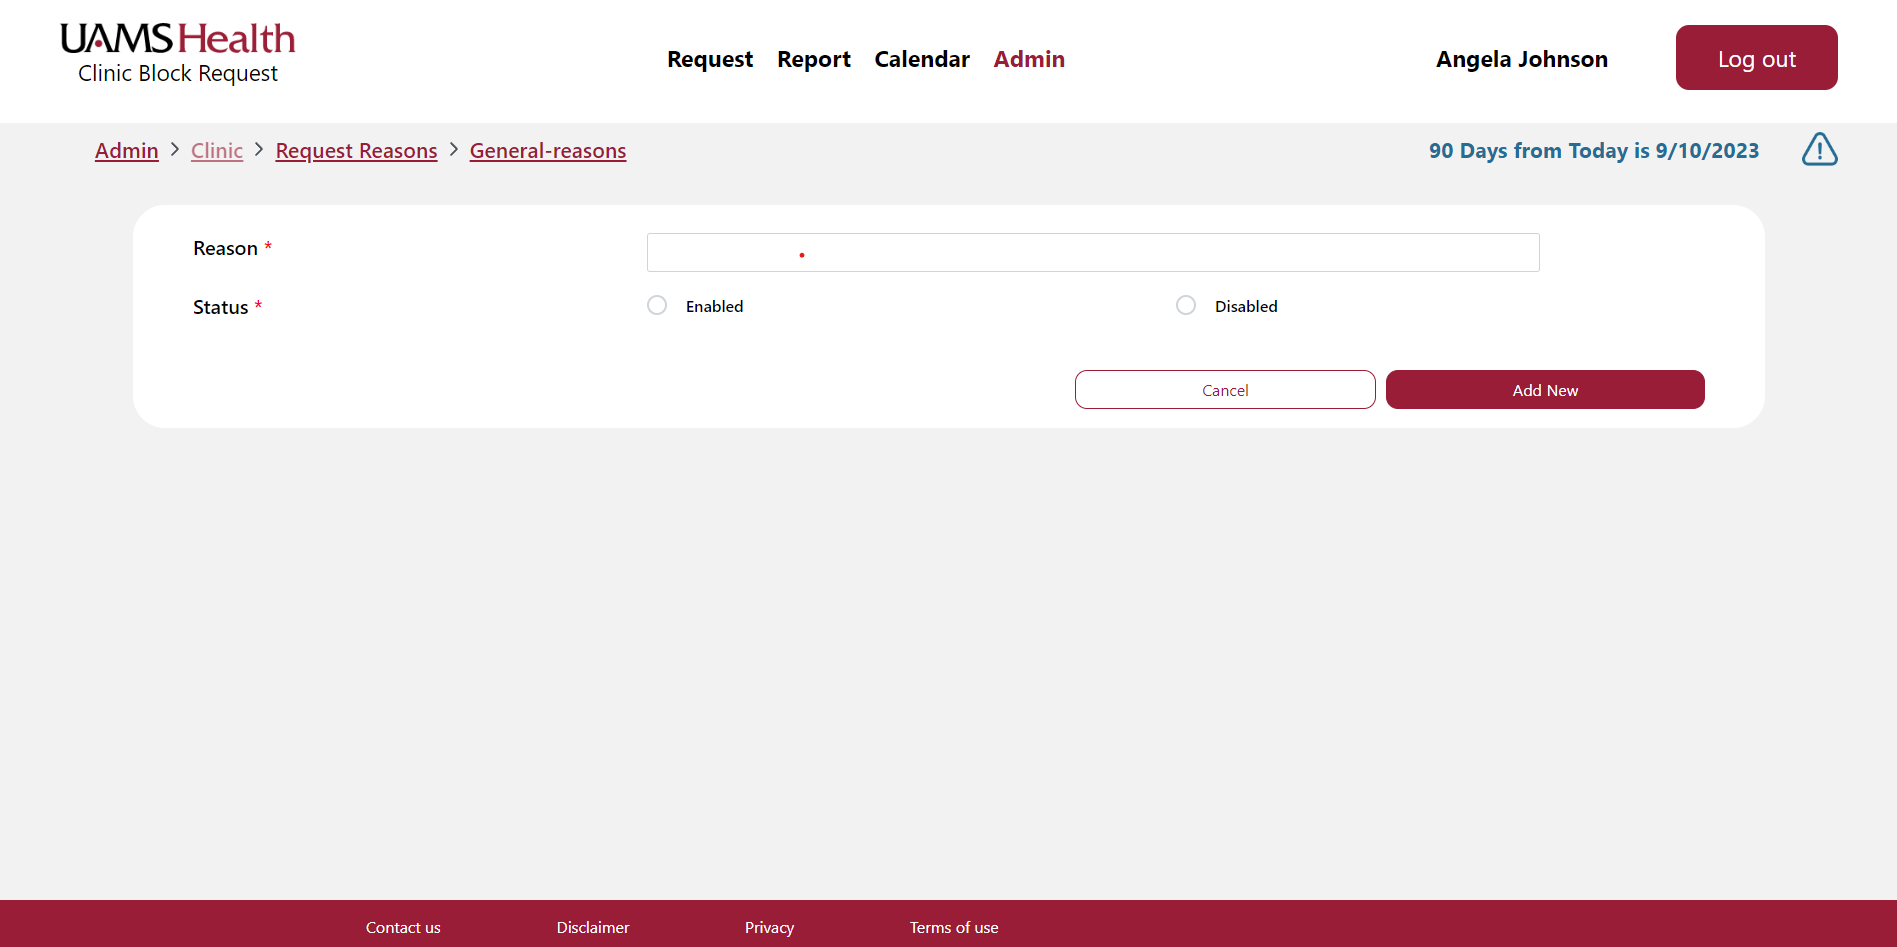 UAMS Health
Clinic Block Request
Request Report Calendar Admin
Angela Johnson
Log out
Admin > Clinic > Request Reasons > General-reasons
90 Days from Today is 9/10/2023
Reason *
Status *
Enabled
Disabled
Cancel
Add New
Contact us
Disclaimer
Privacy
Terms of use